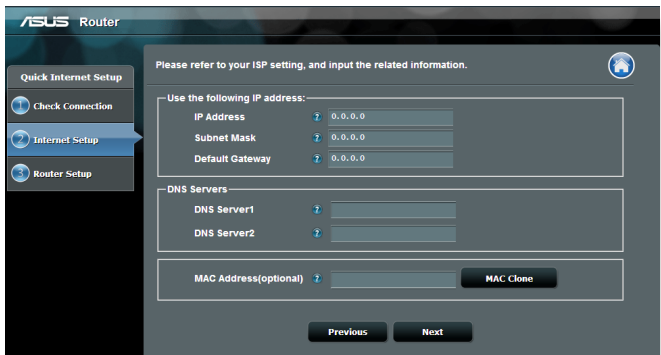 ASUS Router
Quick Internet Setup
1 Check Connection
2 Internet Setup
3 Router Setup
Please refer to your ISP setting, and input the related information.
Use the following IP address:
IP Address ? 0.0.0.0
Subnet Mask ? 0.0.0.0
Default Gateway ? 0.0.0.0
DNS Servers
DNS Server1 ?
DNS Server2 ?
MAC Address(optional) ? MAC Clone
Previous Next